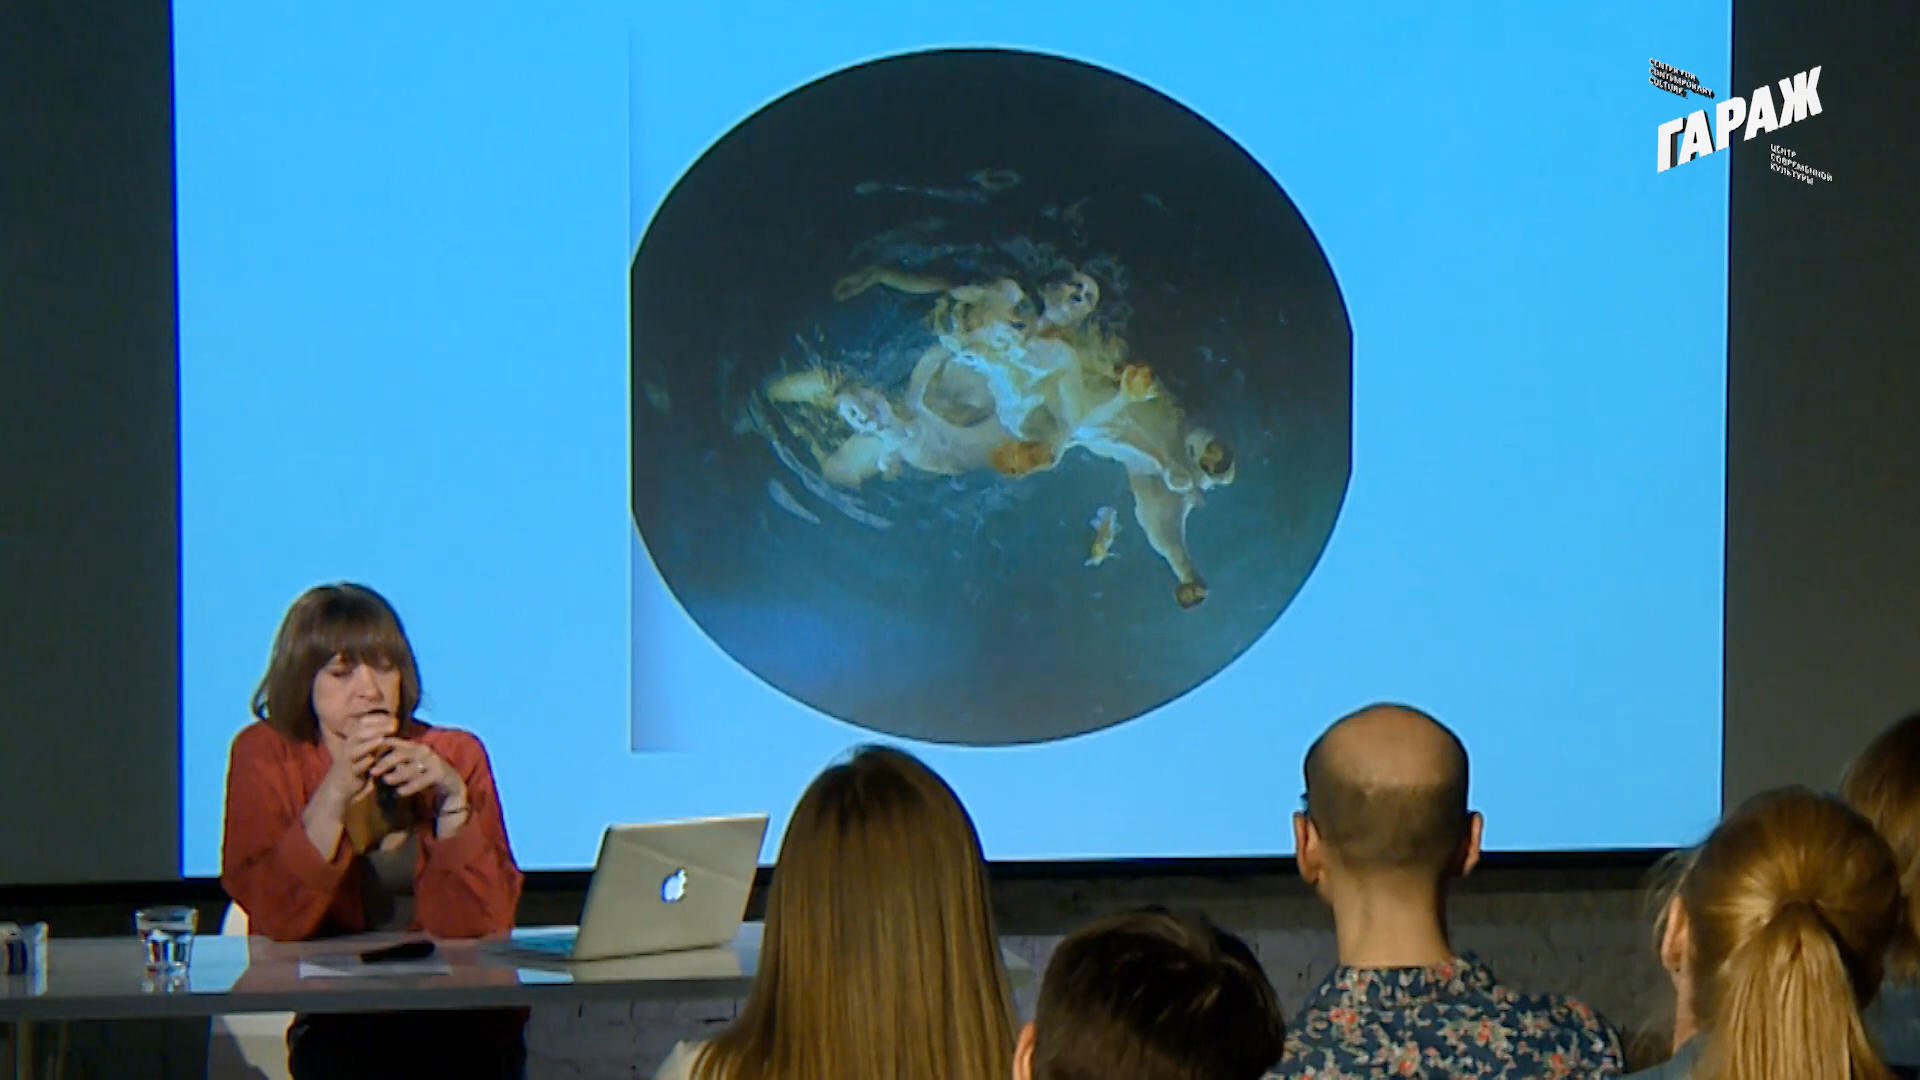 CENTER FOR
CONTEMPORARY
CULTURE
ГАРАЖ
ЦЕНТР
СОВРЕМЕННОЙ
КУЛЬТУРЫ